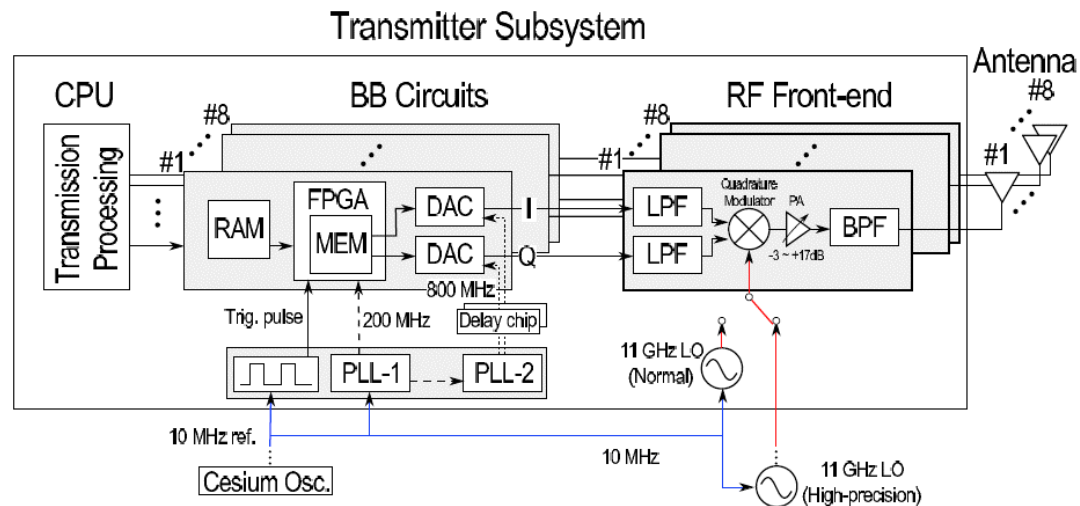 Transmitter Subsystem
Antenna
CPU
BB Circuits
RF Front-end
#8
#8
#8
#1
#1
#1
Transmission
Processing
RAM
FPGA
MEM
DAC
DAC
I
Q
LPF
LPF
Quadrature
Modulator
PA
-3 ~ +17dB
BPF
800 MHz
Trig. pulse
200 MHz
Delay chip
PLL-1
PLL-2
11 GHz LO
(Normal)
10 MHz ref.
10 MHz
Cesium Osc.
11 GHz LO
(High-precision)